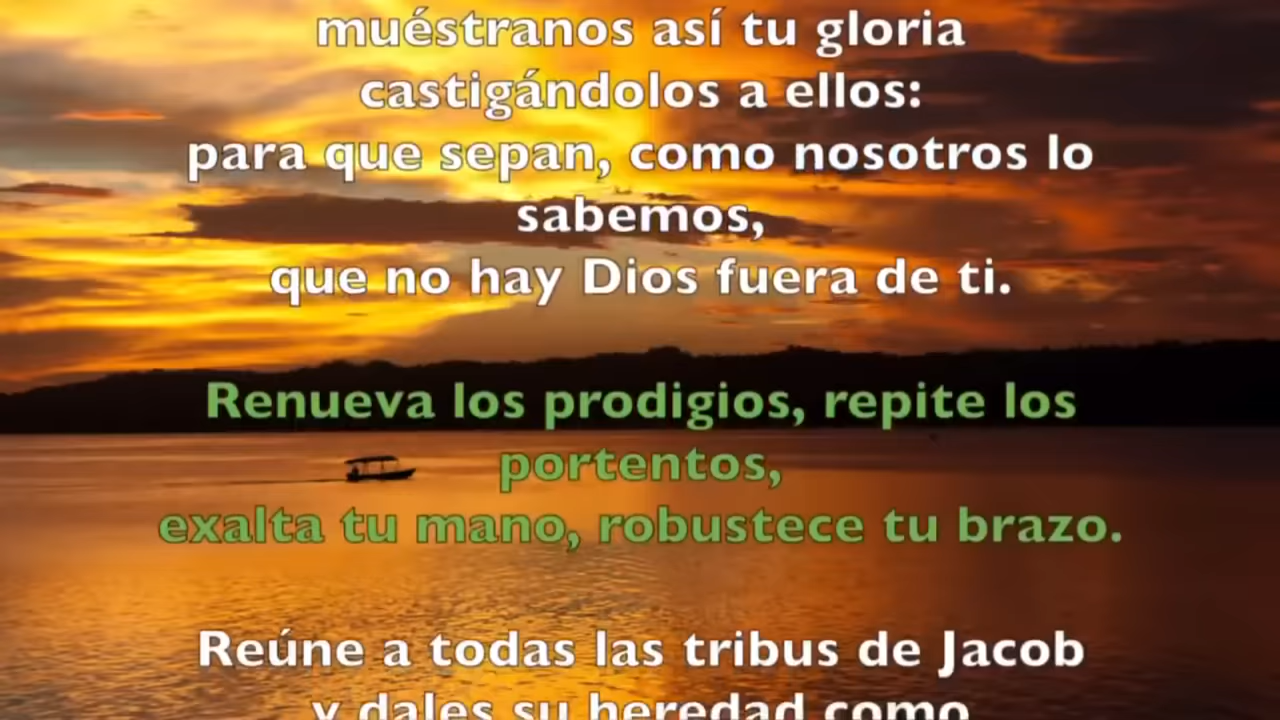 muéstranos así tu gloria
castigándolos a ellos:
para que sepan, como nosotros lo
sabemos,
que no hay Dios fuera de ti.
Renueva los prodigios, repite los
portentos,
exalta tu mano, robustece tu brazo.
Reúne a todas las tribus de Jacob
y dales su heredad como